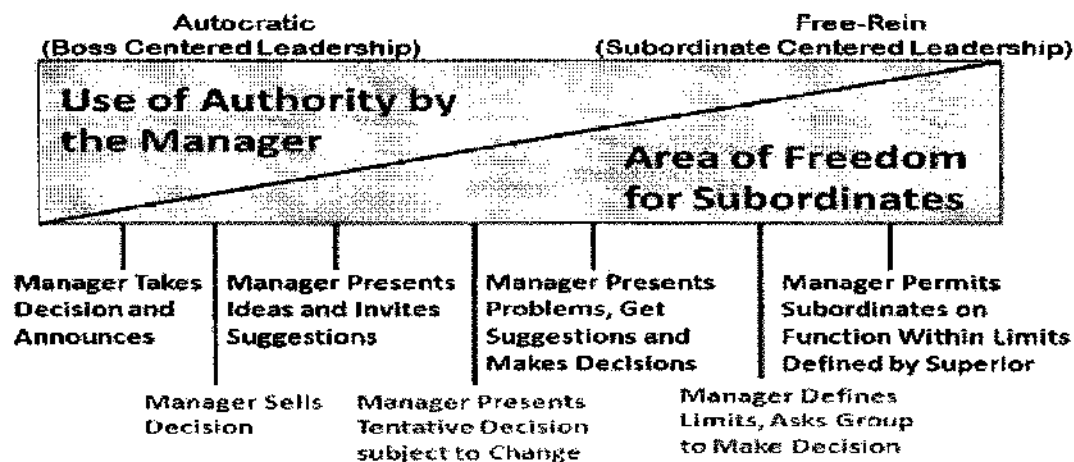 Autocratic
(Boss Centered Leadership)
Free-Rein
(Subordinate Centered Leadership)
Use of Authority by
the Manager
Area of Freedom
for Subordinates
Manager Takes
Decision and
Announces
Manager Presents
Ideas and Invites
Suggestions
Manager Presents
Problems, Get
Suggestions and
Makes Decisions
Manager Permits
Subordinates on
Function Within Limits
Defined by Superior
Manager Sells
Decision
Manager Presents
Tentative Decision
subject to Change
Manager Defines
Limits, Asks Group
to Make Decision